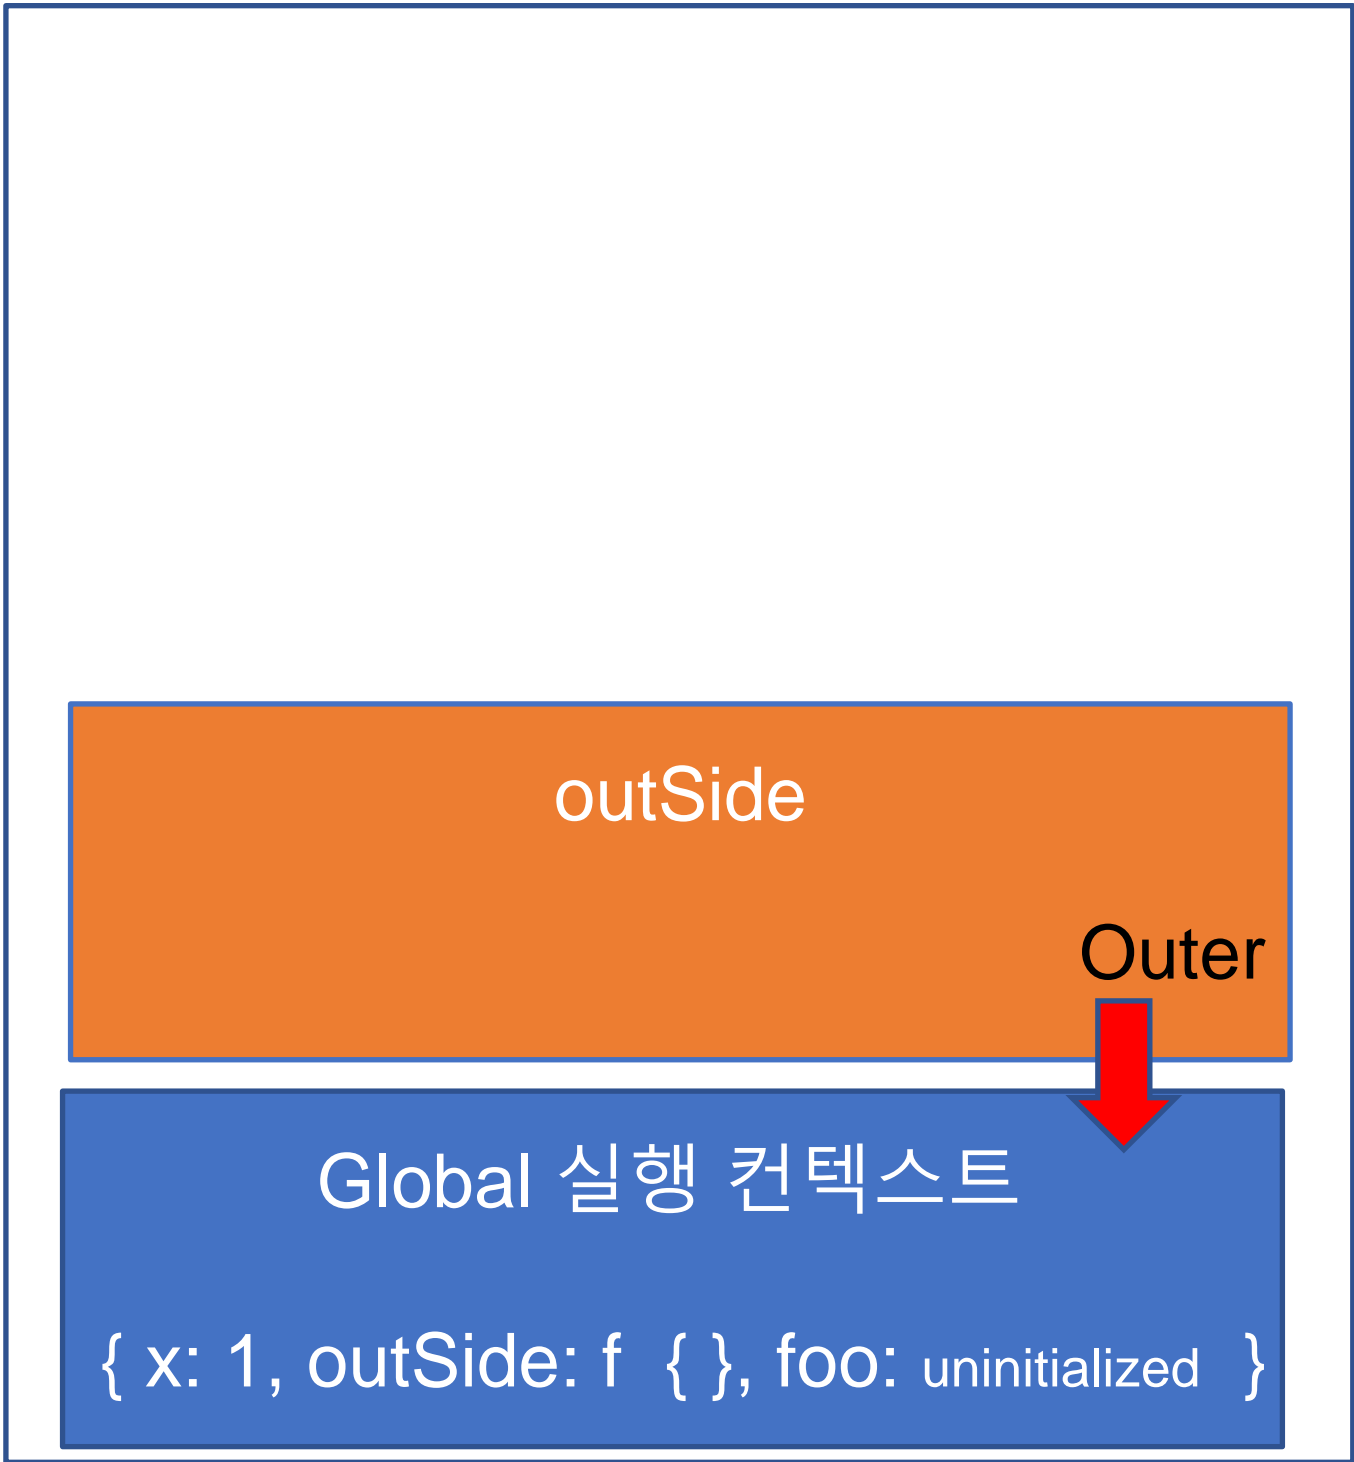 outSide
Outer
Global 실행 컨텍스트
{ x: 1, outSide: f { }, foo: uninitialized }